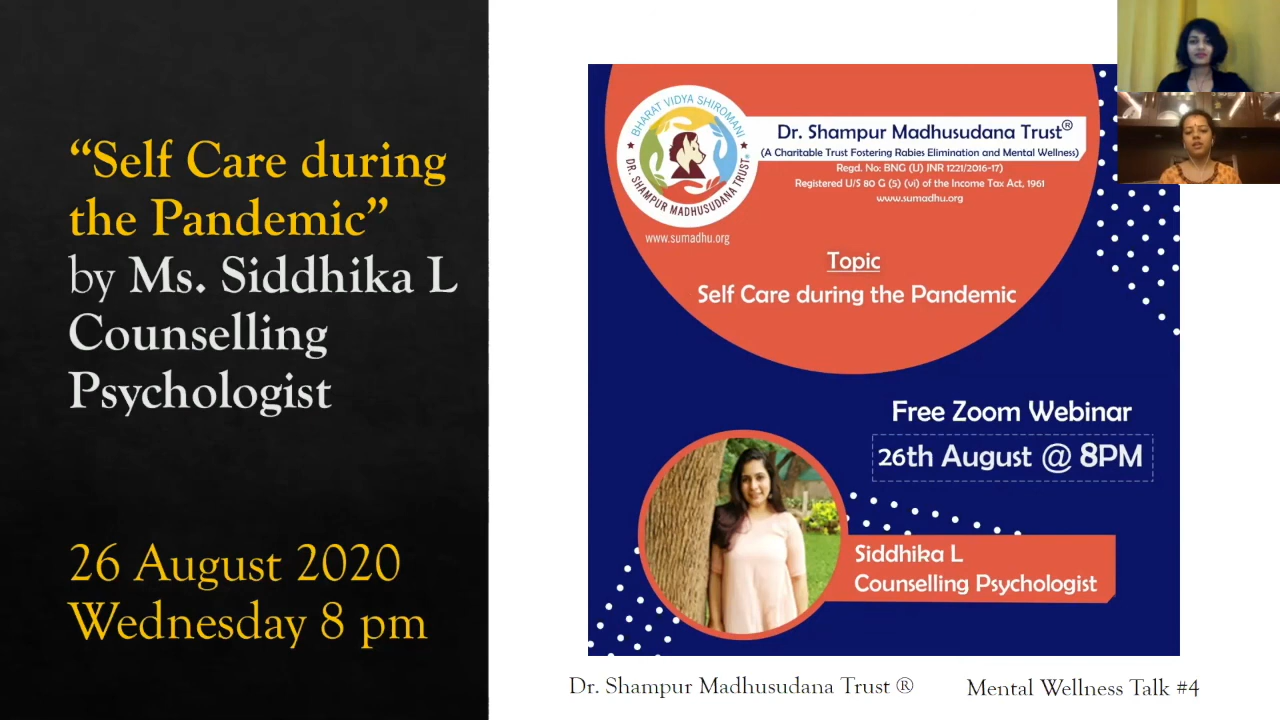 “Self Care during
the Pandemic”
by Ms. Siddhika L
Counselling
Psychologist
26 August 2020
Wednesday 8 pm
BHARAT VIDYA SHIROMANI
DR. SHAMPUR MADHUSUDANA TRUST®
www.sumadhu.org
Dr. Shampur Madhusudana Trust®
(A Charitable Trust Fostering Rabies Elimination and Mental Wellness)
Regd. No: BNG (U) JNR 1221/2016-17)
Registered U/S 80 G (5) (vi) of the Income Tax Act, 1961
www.sumadhu.org
Topic
Self Care during the Pandemic
Free Zoom Webinar
26th August @ 8PM
Siddhika L
Counselling Psychologist
Dr. Shampur Madhusudana Trust ®
Mental Wellness Talk #4